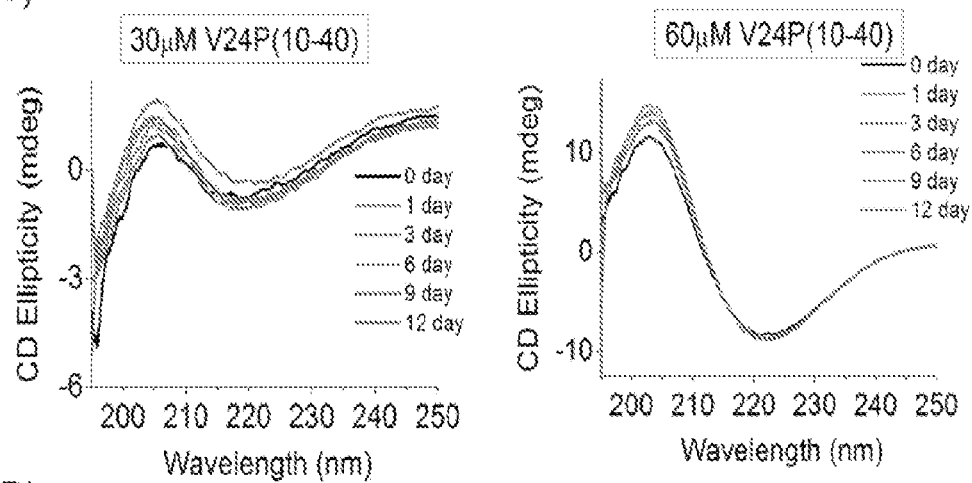 30μM V24P(10-40)
0
-3
-6
CD Ellipticity (mdeg)
0 day
1 day
3 day
6 day
9 day
12 day
200 210 220 230 240 250
Wavelength (nm)
60μM V24P(10-40)
10
0
-10
CD Ellipticity (mdeg)
0 day
1 day
3 day
6 day
9 day
12 day
200 210 220 230 240 250
Wavelength (nm)